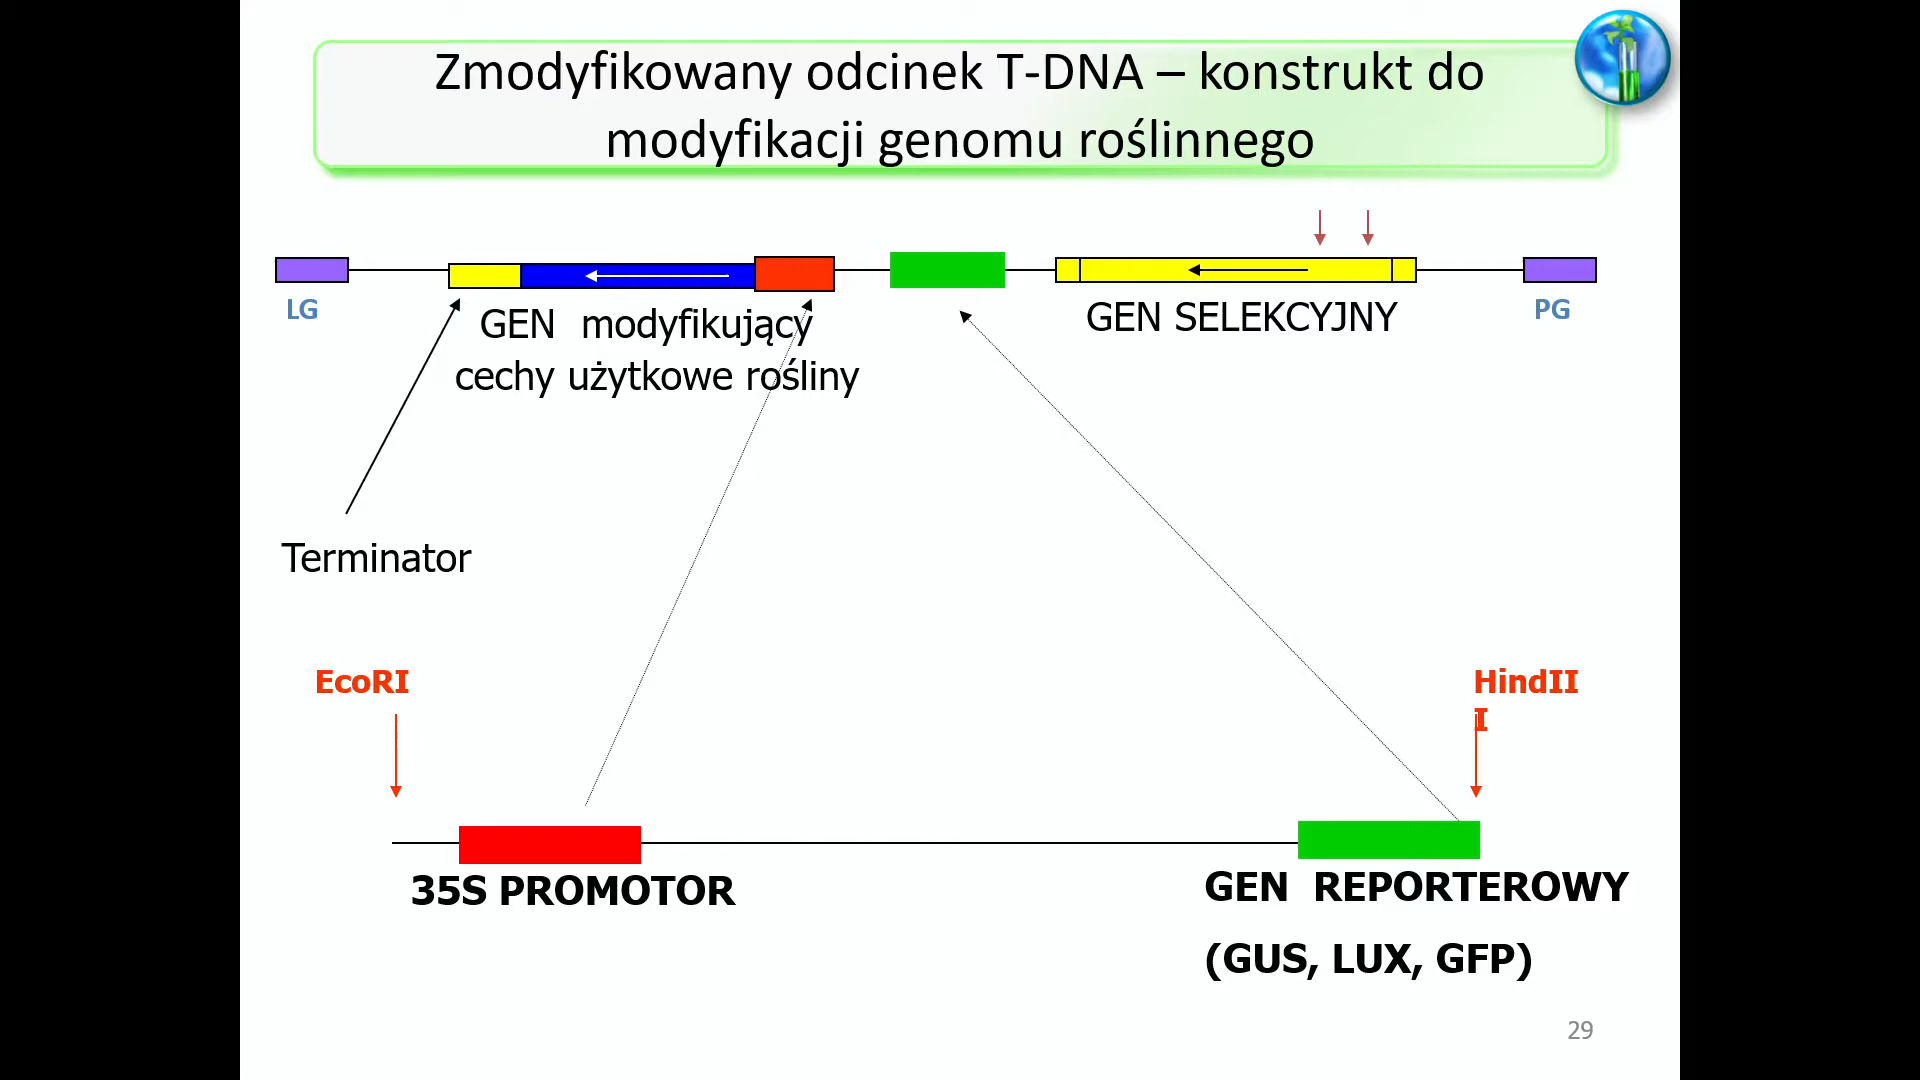 Zmodyfikowany odcinek T-DNA – konstrukt do
modyfikacji genomu roślinnego
LG
GEN modyfikujący
cechy użytkowe rośliny
GEN SELEKCYJNY
PG
Terminator
EcoRI
HindII
I
35S PROMOTOR
GEN REPORTEROWY
(GUS, LUX, GFP)
29